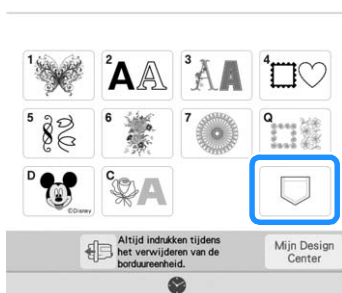 1
2 AA
3 AA
4
5
6
7
Q
D
©Disney
C A
Altijd indrukken tijdens
het verwijderen van de
borduureenheid.
Mijn Design
Center